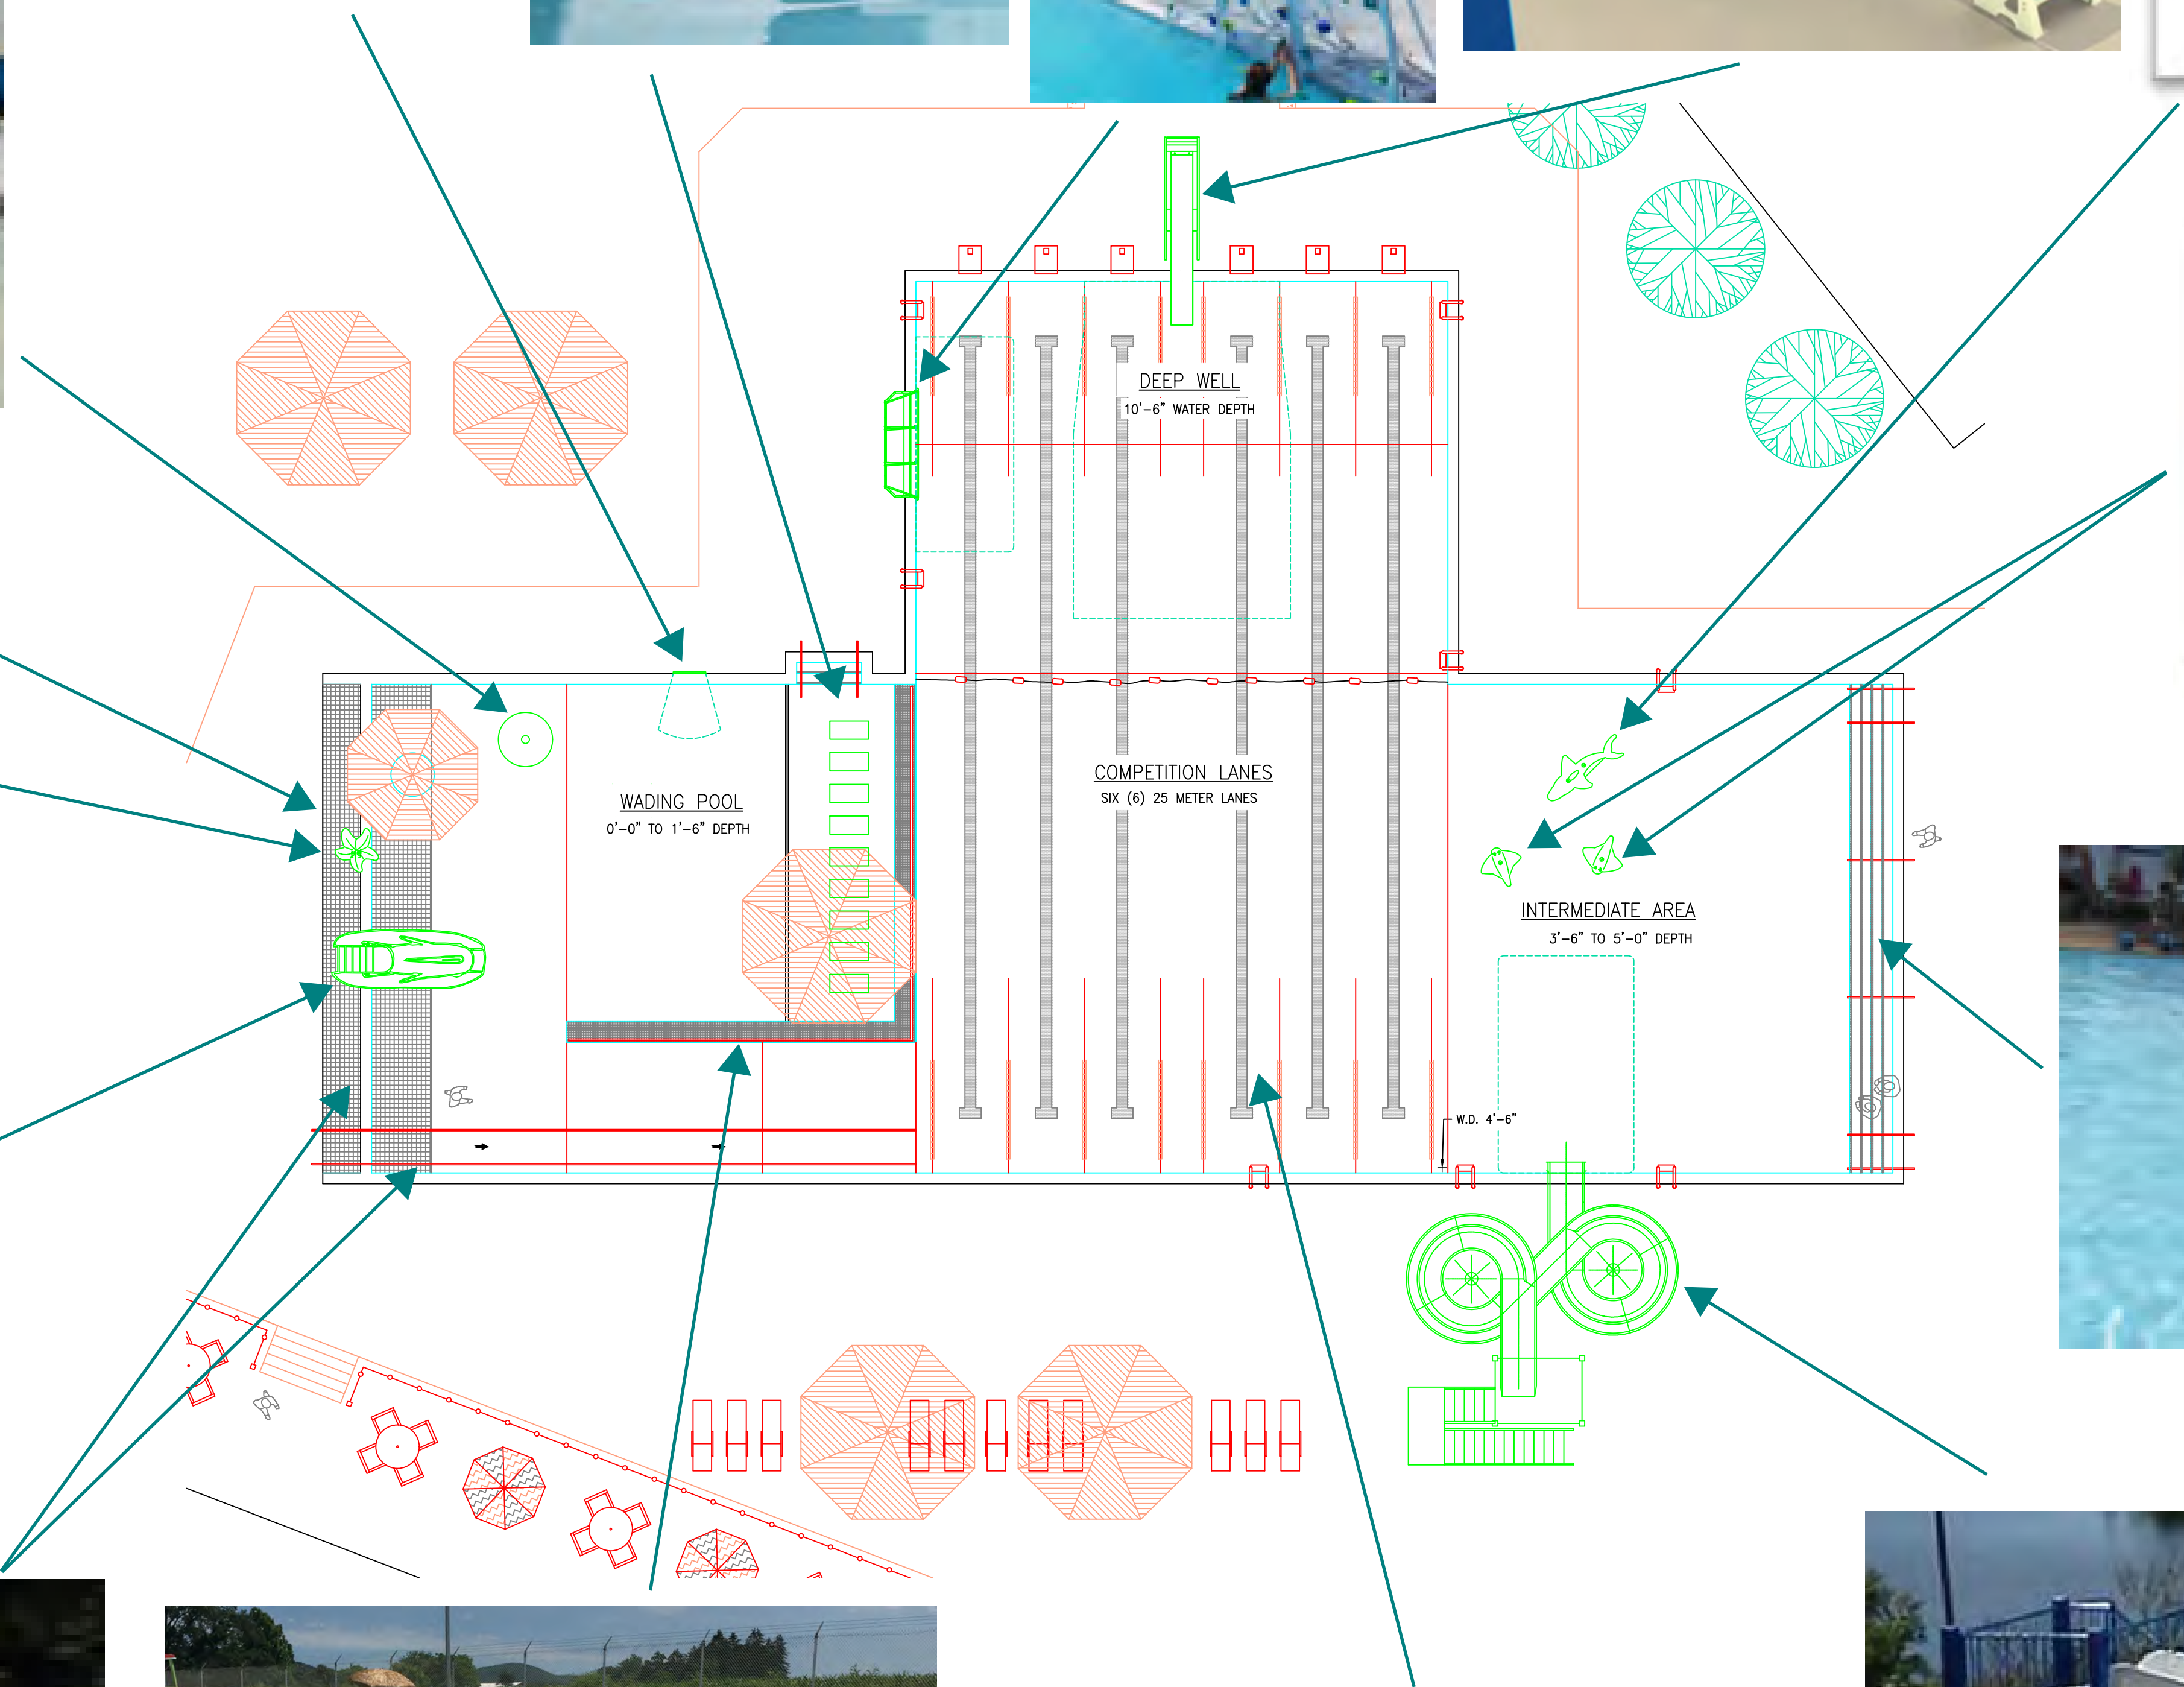 DEEP WELL
10'-6" WATER DEPTH
COMPETITION LANES
SIX (6) 25 METER LANES
WADING POOL
0'-0" TO 1'-6" DEPTH
INTERMEDIATE AREA
3'-6" TO 5'-0" DEPTH
W.D. 4'-6"